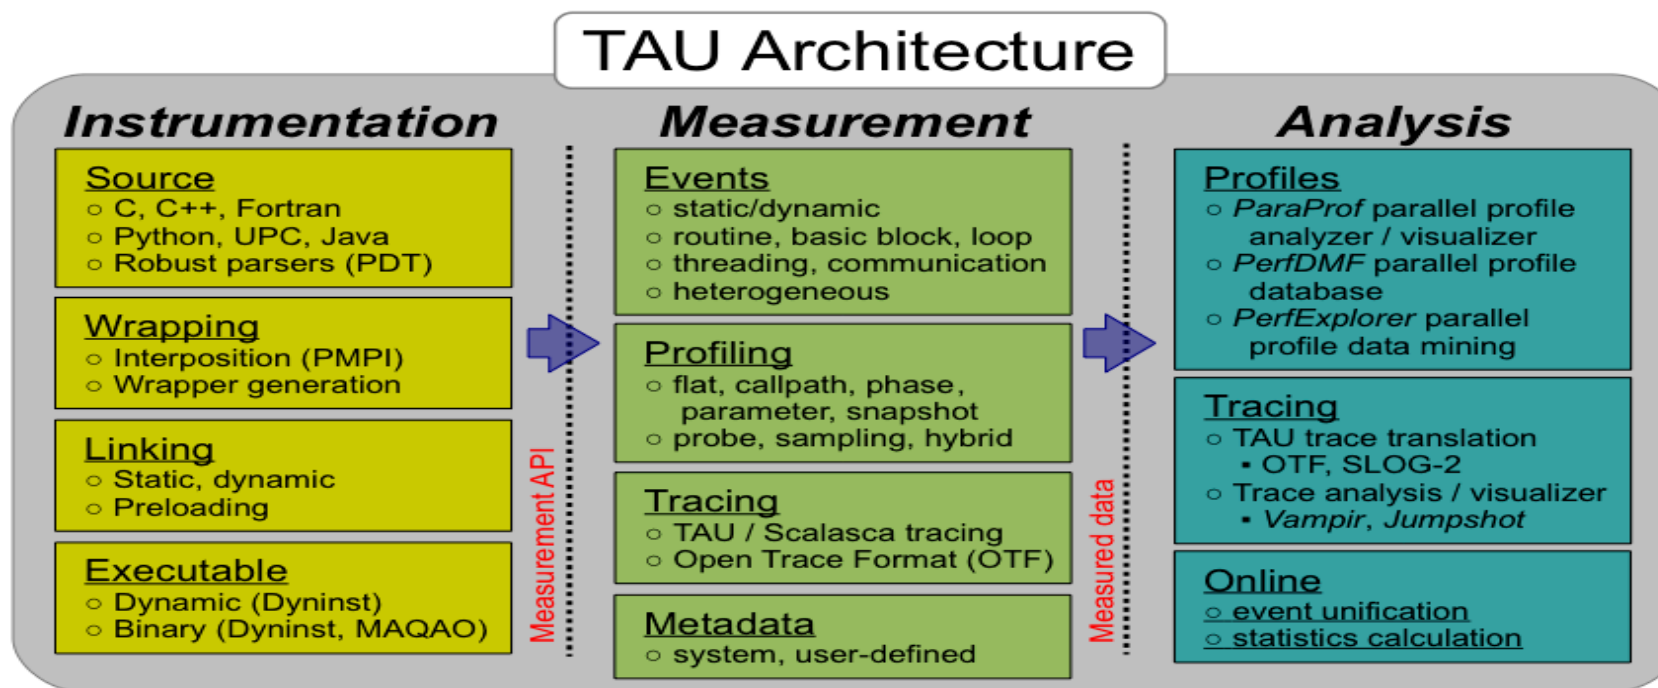 TAU Architecture
Instrumentation
Source
○ C, C++, Fortran
○ Python, UPC, Java
○ Robust parsers (PDT)
Wrapping
○ Interposition (PMPI)
○ Wrapper generation
Linking
○ Static, dynamic
○ Preloading
Executable
○ Dynamic (Dyninst)
○ Binary (Dyninst, MAQAO)
Measurement API
Measurement
Events
○ static/dynamic
○ routine, basic block, loop
○ threading, communication
○ heterogeneous
Profiling
○ flat, callpath, phase,
parameter, snapshot
○ probe, sampling, hybrid
Tracing
○ TAU / Scalasca tracing
○ Open Trace Format (OTF)
Metadata
○ system, user-defined
Measured data
Analysis
Profiles
○ ParaProf parallel profile
analyzer / visualizer
○ PerfDMF parallel profile
database
○ PerfExplorer parallel
profile data mining
Tracing
○ TAU trace translation
▪ OTF, SLOG-2
○ Trace analysis / visualizer
▪ Vampir, Jumpshot
Online
○ event unification
○ statistics calculation